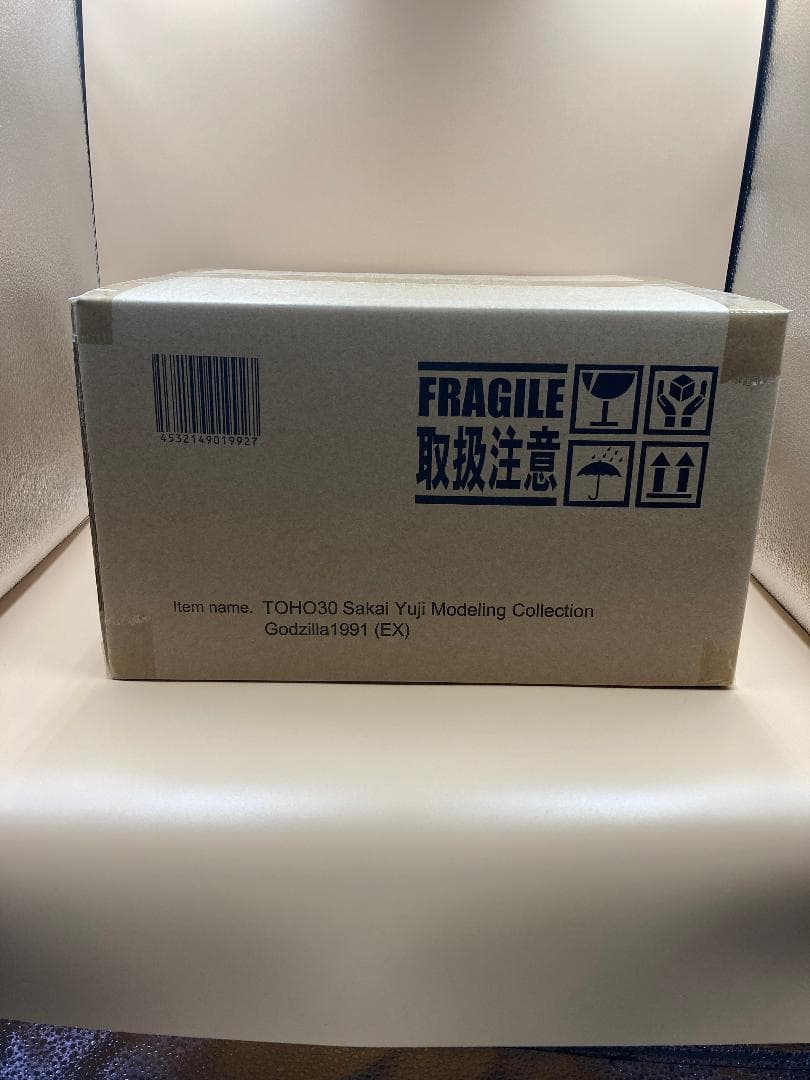 4532149019927
FRAGILE
取扱注意
Item name. TOHO30 Sakai Yuji Modeling Collection
Godzilla1991 (EX)